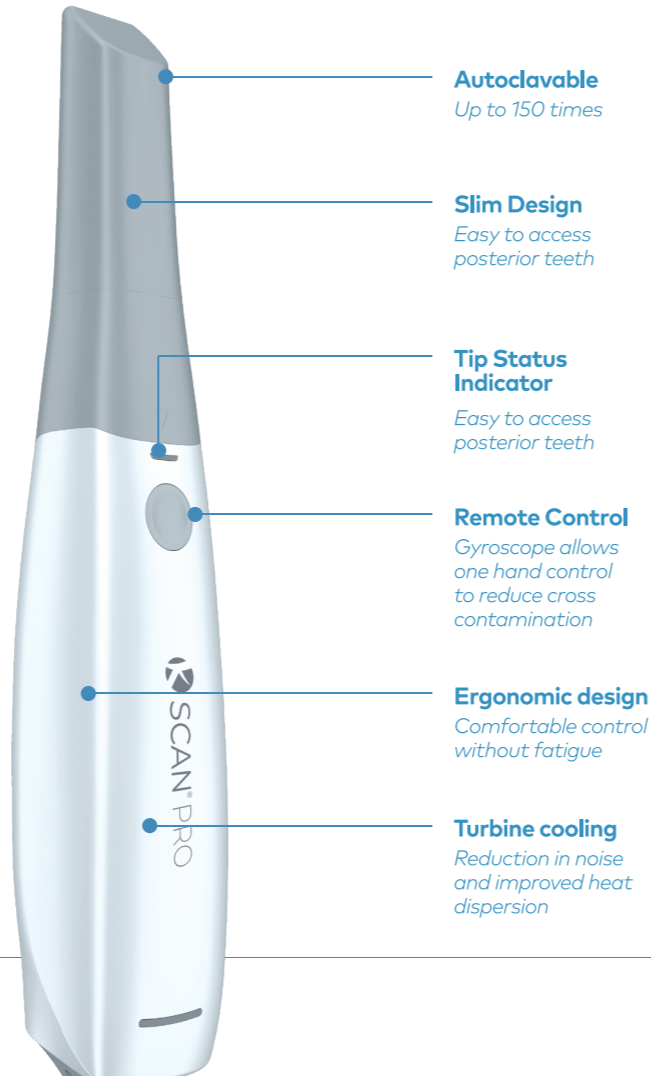 Autoclavable
Up to 150 times
Slim Design
Easy to access
posterior teeth
Tip Status
Indicator
Easy to access
posterior teeth
Remote Control
Gyroscope allows
one hand control
to reduce cross
contamination
K SCAN® PRO
Ergonomic design
Comfortable control
without fatigue
Turbine cooling
Reduction in noise
and improved heat
dispersion